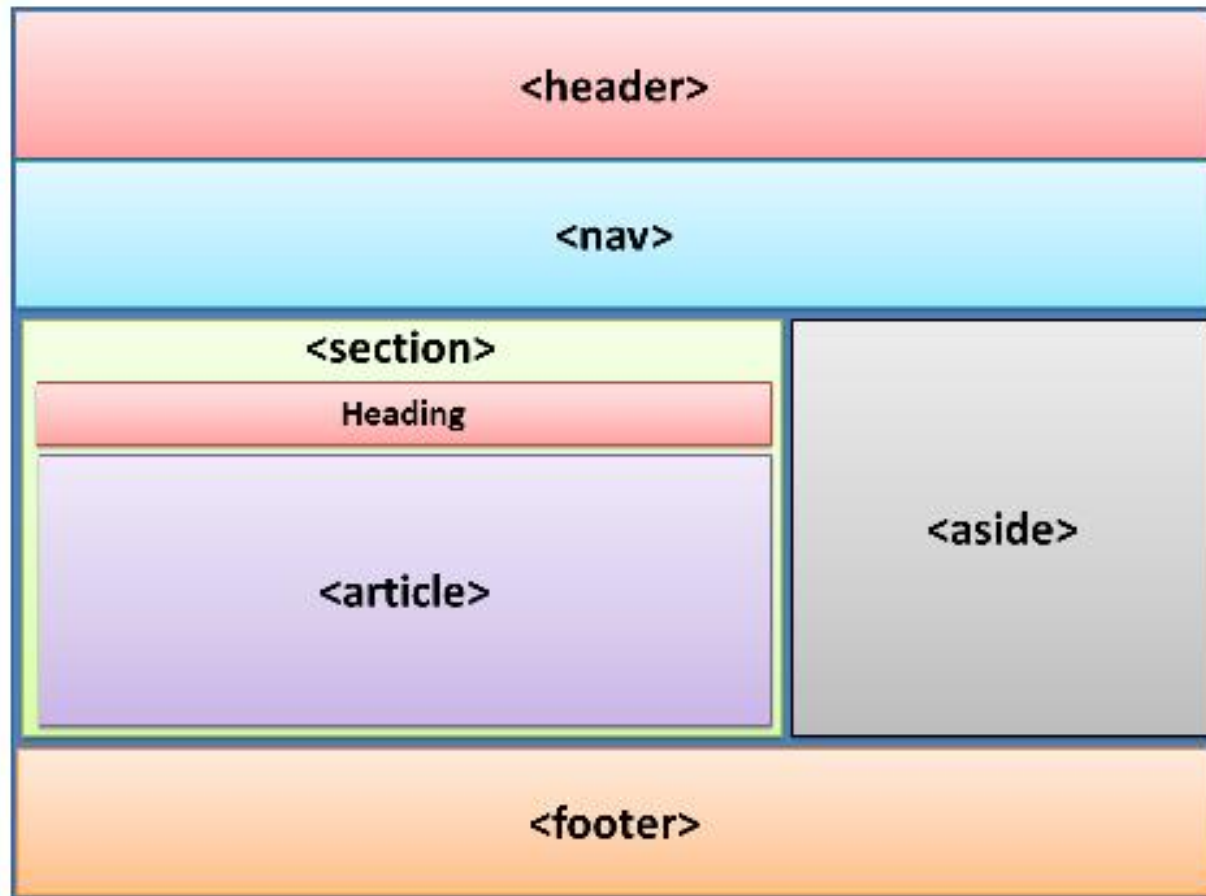 <header>
<nav>
<section>
Heading
<article>
<aside>
<footer>